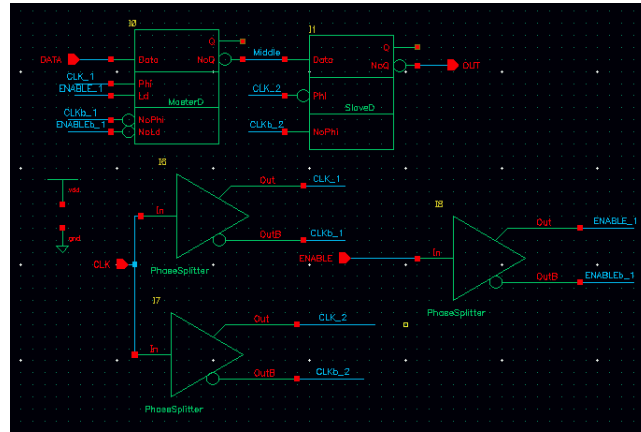 I0
I1
Q
Q
DATA
Data
NoQ
Middle
Data
NoQ
OUT
CLK_1
Phi
CLK_2
Phi
ENABLE_1
Ld
MasterD
SlaveD
CLKb_1
NoPhi
CLKb_2
NoPhi
ENABLEb_1
NoLd
I6
Out
CLK_1
vdd
In
I8
gnd
OutB
CLKb_1
Out
ENABLE_1
CLK
ENABLE
In
PhaseSplitter
OutB
ENABLEb_1
I7
PhaseSplitter
Out
CLK_2
In
OutB
CLKb_2
PhaseSplitter